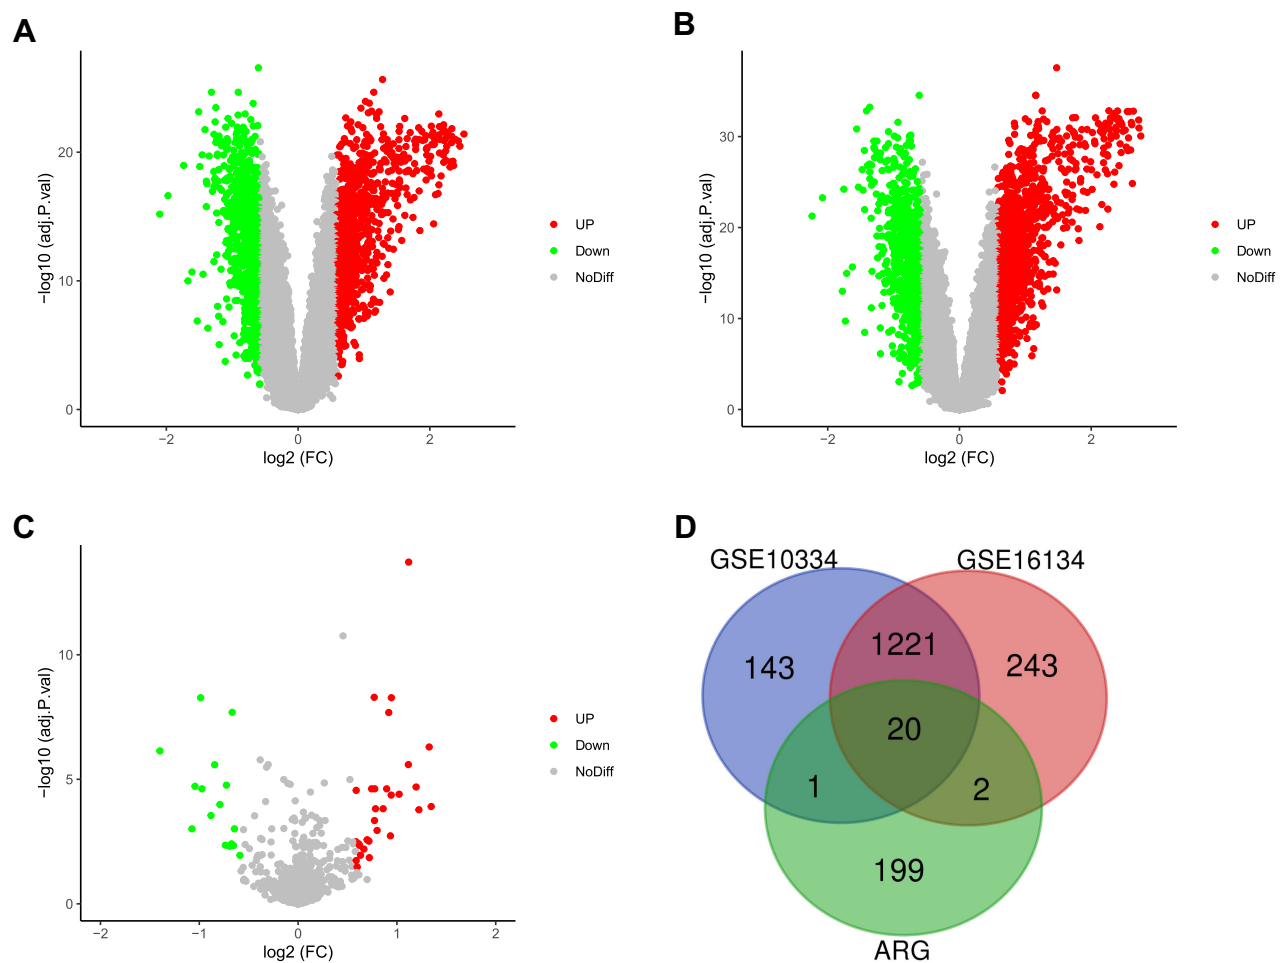 A
−log10 (adj.P.val)
20
10
0
−2
0
2
log2 (FC)
UP
Down
NoDiff
B
−log10 (adj.P.val)
30
20
10
0
−2
0
2
log2 (FC)
UP
Down
NoDiff
C
−log10 (adj.P.val)
10
5
0
−2
−1
0
1
2
log2 (FC)
UP
Down
NoDiff
D
GSE10334
GSE16134
143
1221
243
20
1
2
199
ARG